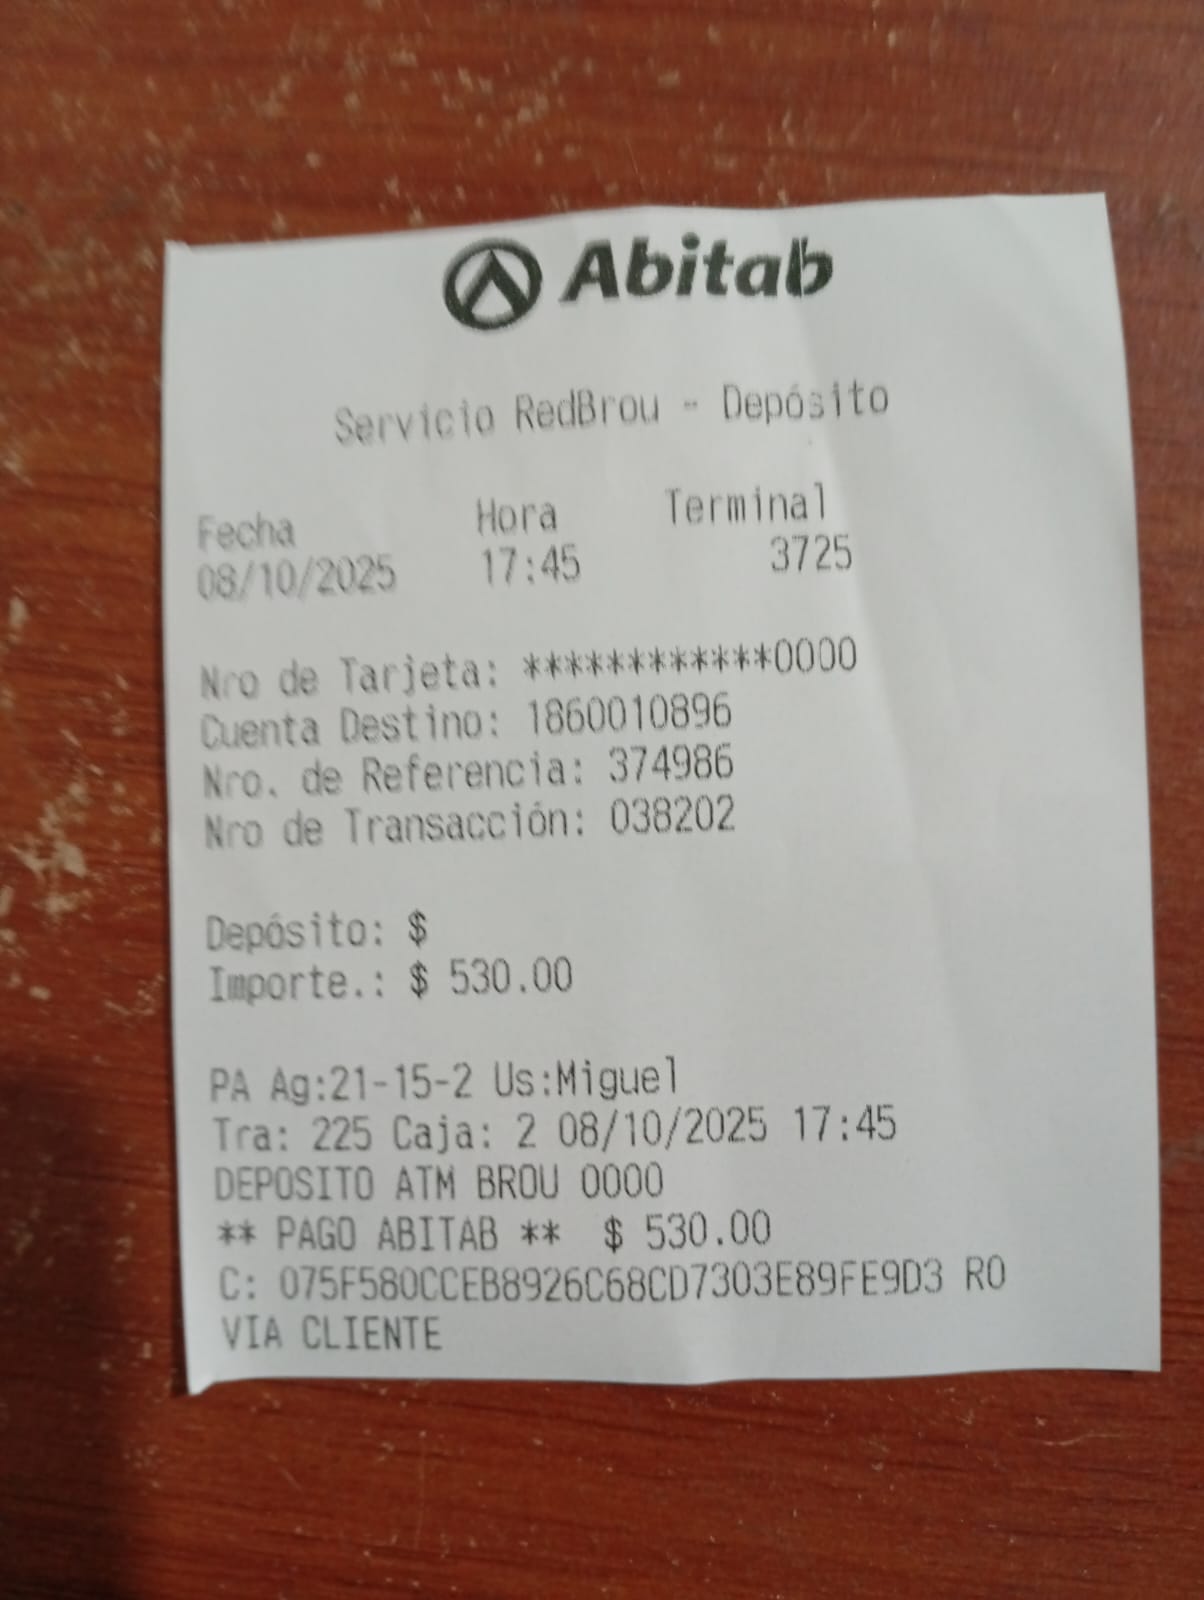 Abitab
Servicio RedBrou - Depósito
Fecha Hora Terminal
08/10/2025 17:45 3725
Nro de Tarjeta: ************0000
Cuenta Destino: 1860010896
Nro. de Referencia: 374986
Nro de Transacción: 038202
Depósito: $
Importe.: $ 530.00
PA Ag:21-15-2 Us:Miguel
Tra: 225 Caja: 2 08/10/2025 17:45
DEPOSITO ATM BROU 0000
** PAGO ABITAB ** $ 530.00
C: 075F580CCEB8926C68CD7303E89FE9D3 R0
VIA CLIENTE